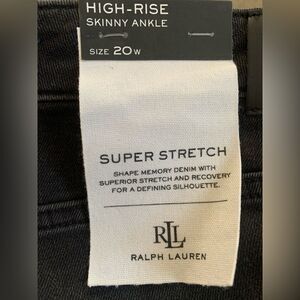 HIGH-RISE
SKINNY ANKLE
SIZE 20W
SUPER STRETCH
SHAPE MEMORY DENIM WITH
SUPERIOR STRETCH AND RECOVERY
FOR A DEFINING SILHOUETTE.
RLL
RALPH LAUREN